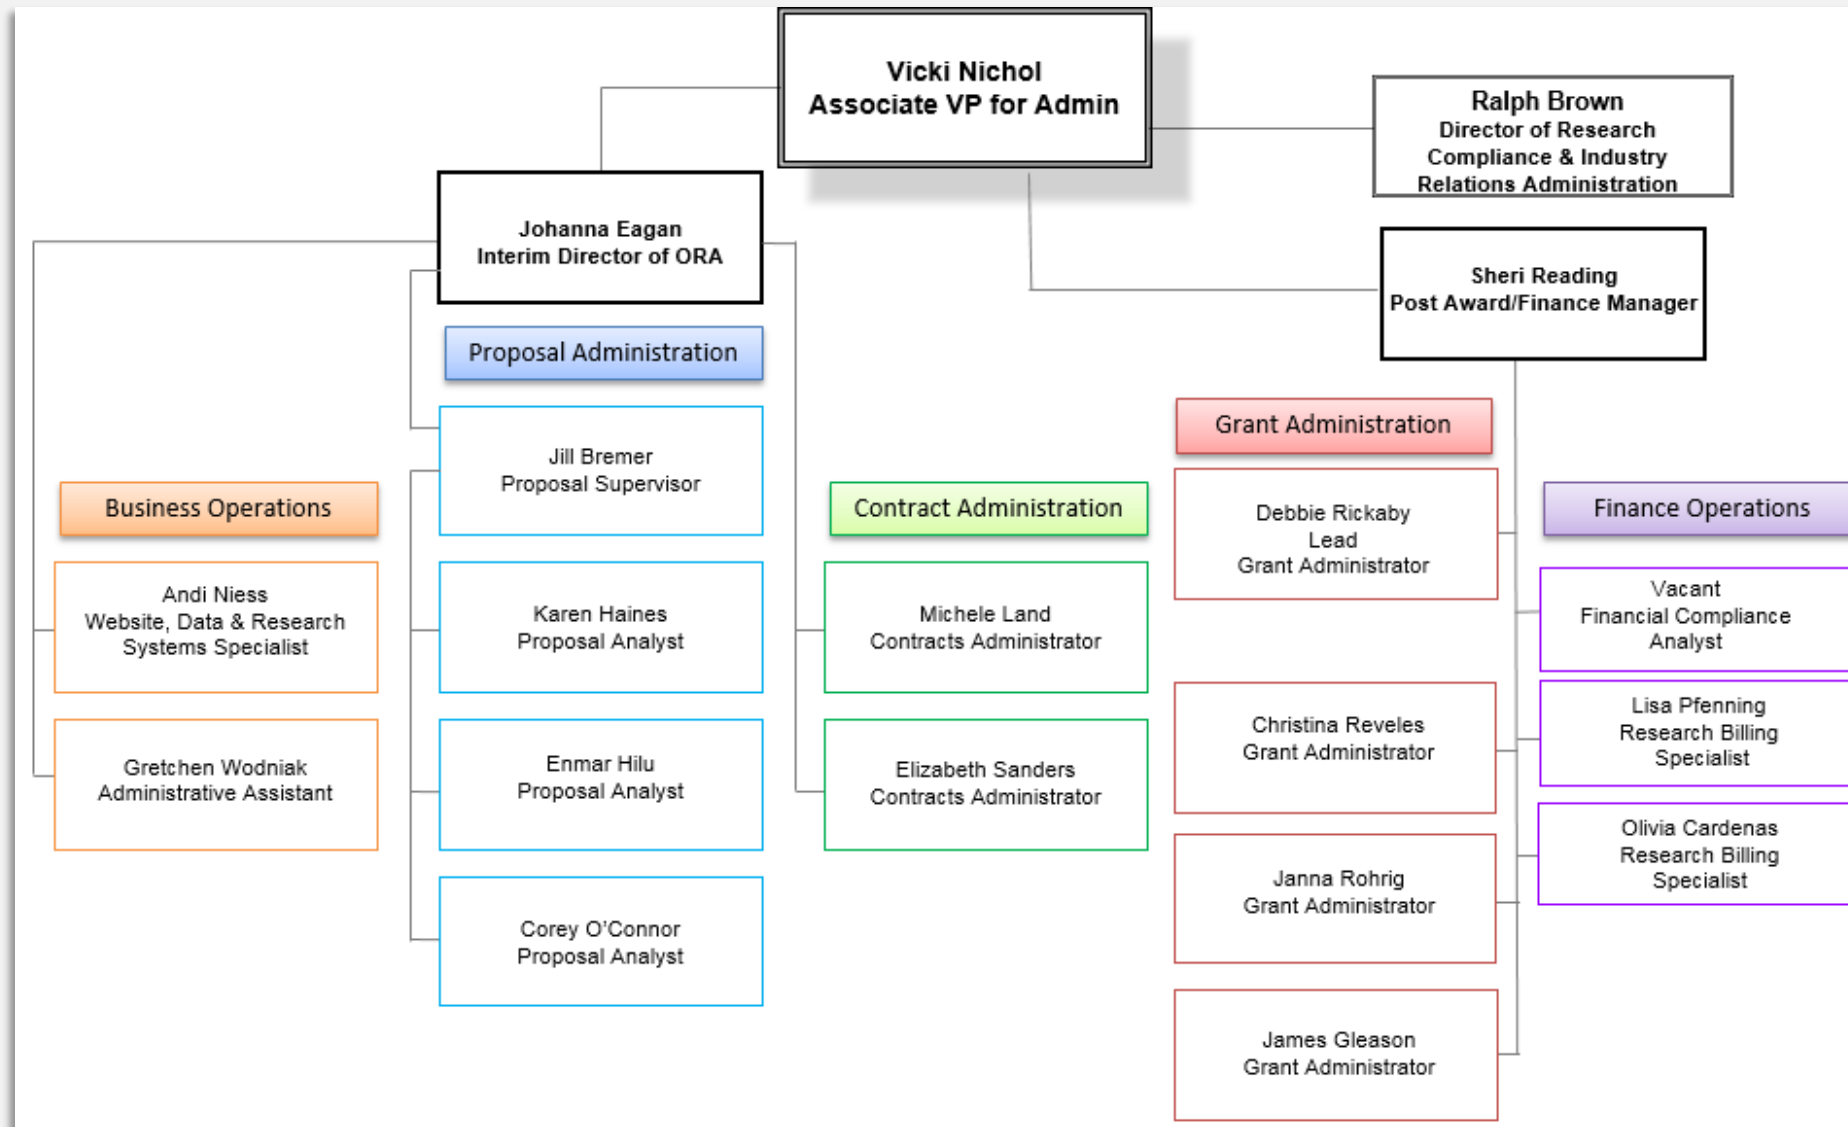 Vicki Nichol
Associate VP for Admin
Ralph Brown
Director of Research
Compliance & Industry
Relations Administration
Johanna Eagan
Interim Director of ORA
Sheri Reading
Post Award/Finance Manager
Proposal Administration
Jill Bremer
Proposal Supervisor
Karen Haines
Proposal Analyst
Enmar Hilu
Proposal Analyst
Corey O'Connor
Proposal Analyst
Business Operations
Andi Niess
Website, Data & Research
Systems Specialist
Gretchen Wodniak
Administrative Assistant
Contract Administration
Michele Land
Contracts Administrator
Elizabeth Sanders
Contracts Administrator
Grant Administration
Debbie Rickaby
Lead
Grant Administrator
Christina Reveles
Grant Administrator
Janna Rohrig
Grant Administrator
James Gleason
Grant Administrator
Finance Operations
Vacant
Financial Compliance
Analyst
Lisa Pfenning
Research Billing
Specialist
Olivia Cardenas
Research Billing
Specialist